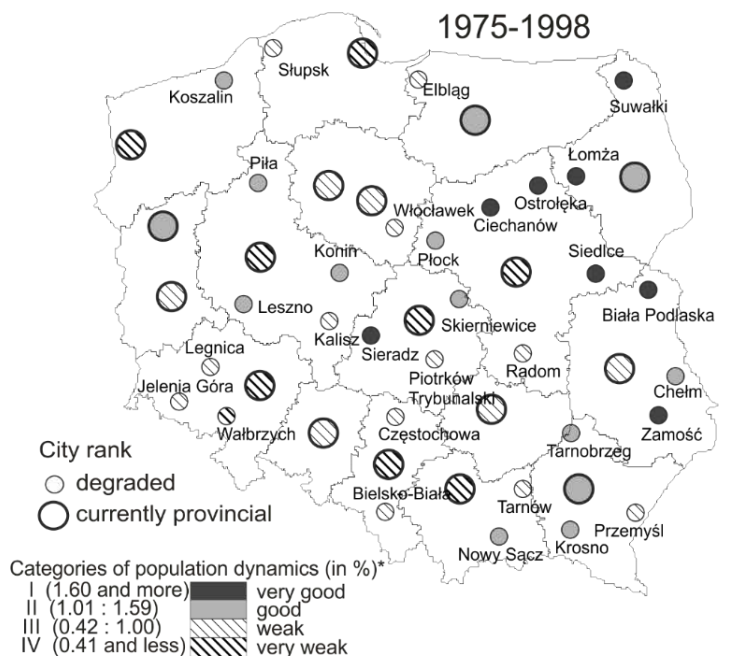 1975-1998
Słupsk
Koszalin
Elbląg
Suwałki
Łomża
Piła
Ostrołęka
Włocławek
Ciechanów
Płock
Konin
Siedlce
Leszno
Skierniewice
Biała Podlaska
Kalisz
Sieradz
Legnica
Piotrków
Trybunalski
Radom
Jelenia Góra
Chełm
Wałbrzych
Częstochowa
Zamość
Tarnobrzeg
City rank
degraded
currently provincial
Bielsko-Biała
Tarnów
Przemyśl
Krosno
Nowy Sącz
Categories of population dynamics (in %)*
I (1.60 and more) very good
II (1.01 : 1.59) good
III (0.42 : 1.00) weak
IV (0.41 and less) very weak